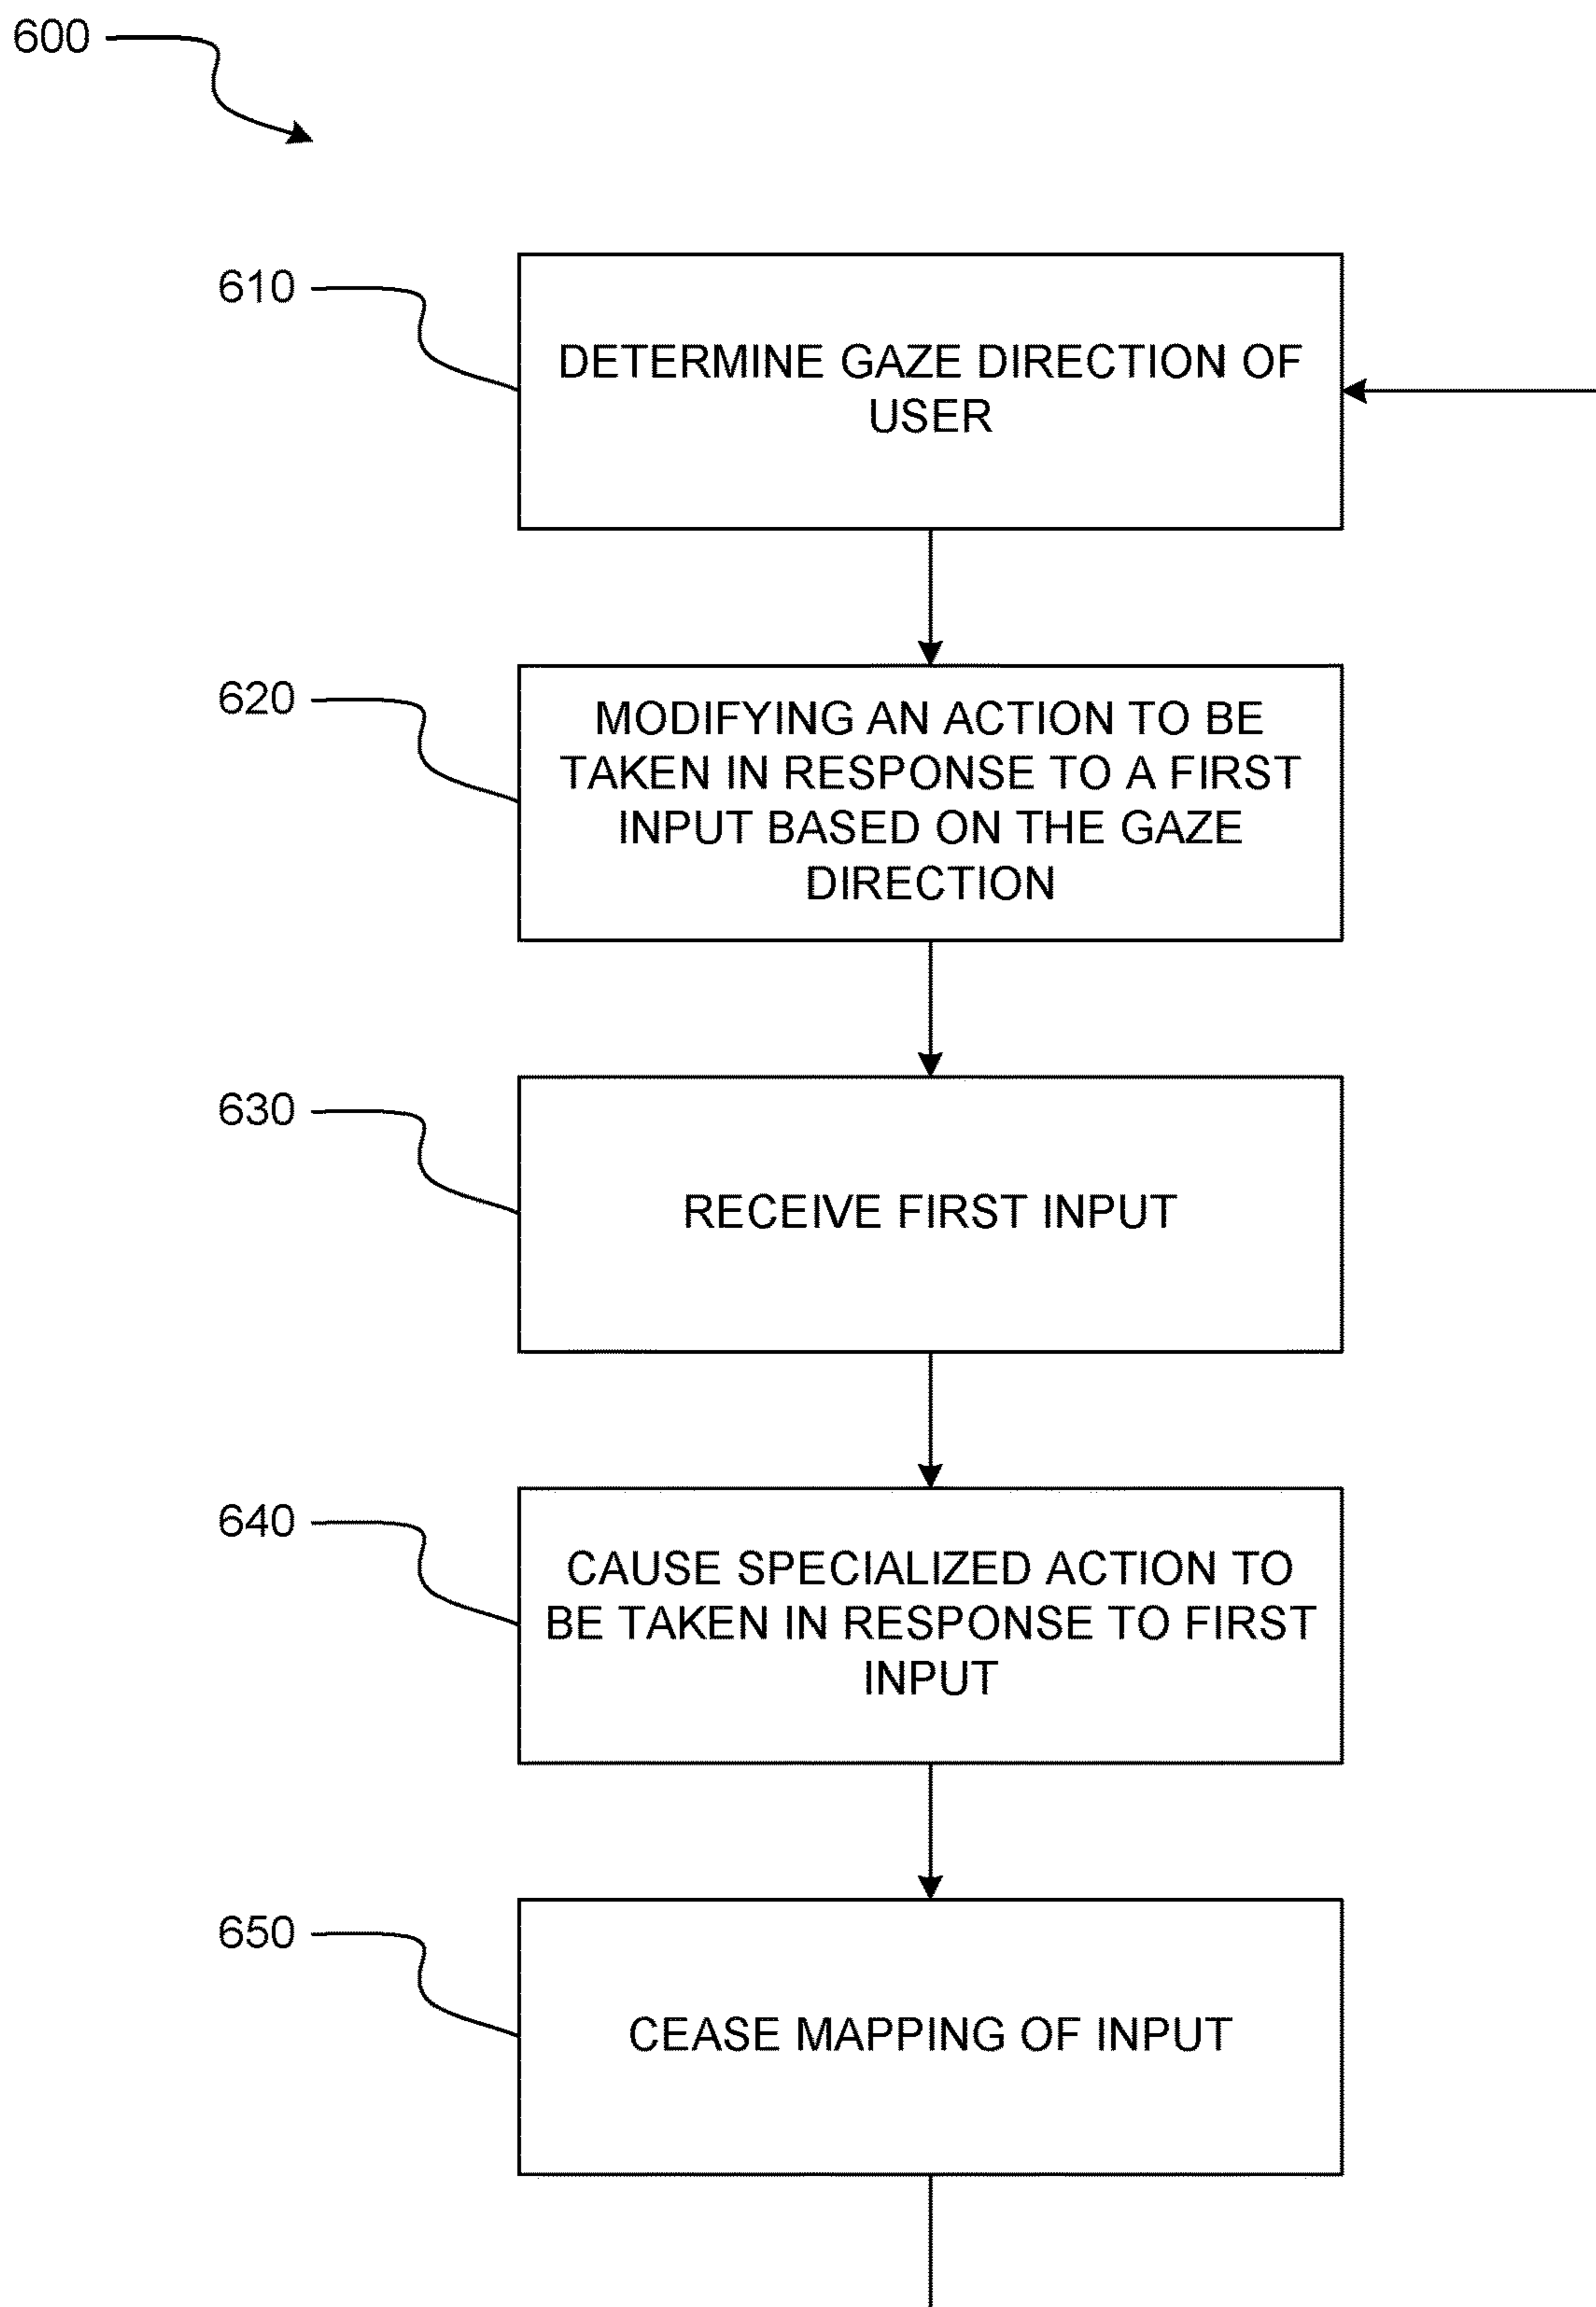 600
610
DETERMINE GAZE DIRECTION OF
USER
620
MODIFYING AN ACTION TO BE
TAKEN IN RESPONSE TO A FIRST
INPUT BASED ON THE GAZE
DIRECTION
630
RECEIVE FIRST INPUT
640
CAUSE SPECIALIZED ACTION TO
BE TAKEN IN RESPONSE TO FIRST
INPUT
650
CEASE MAPPING OF INPUT